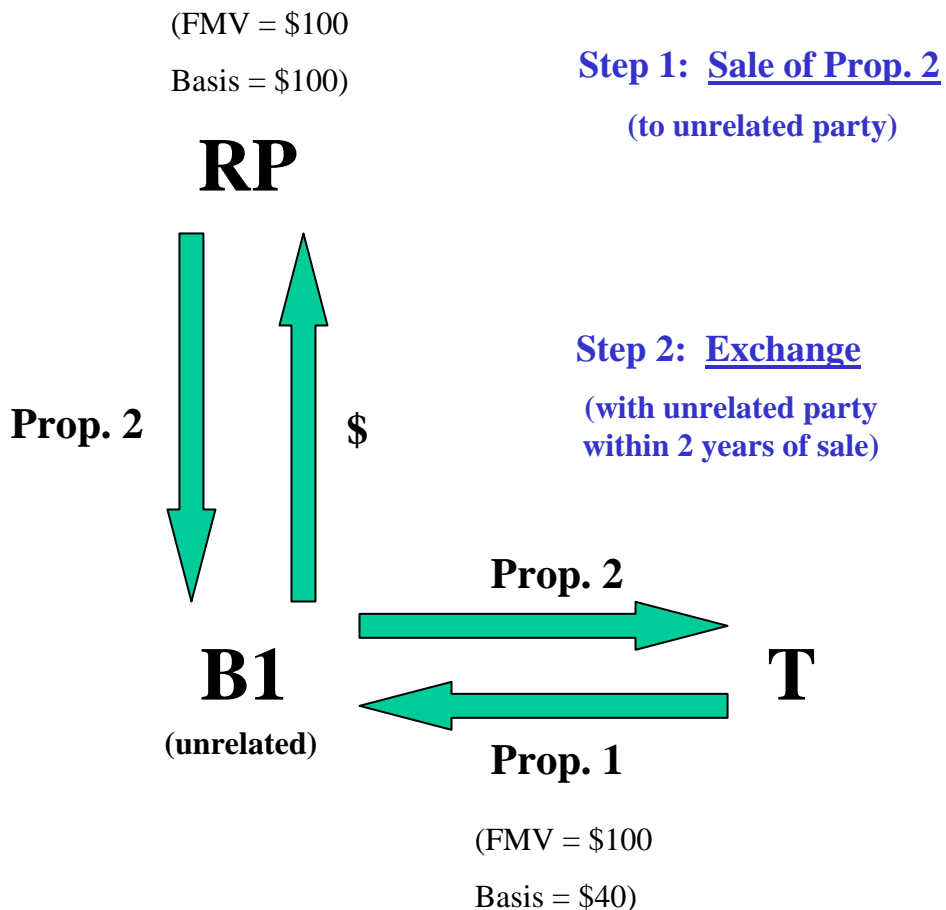 (FMV = $100
Basis = $100)
Step 1: Sale of Prop. 2
(to unrelated party)
RP
Step 2: Exchange
(with unrelated party
within 2 years of sale)
Prop. 2
$
Prop. 2
B1
(unrelated)
T
Prop. 1
(FMV = $100
Basis = $40)